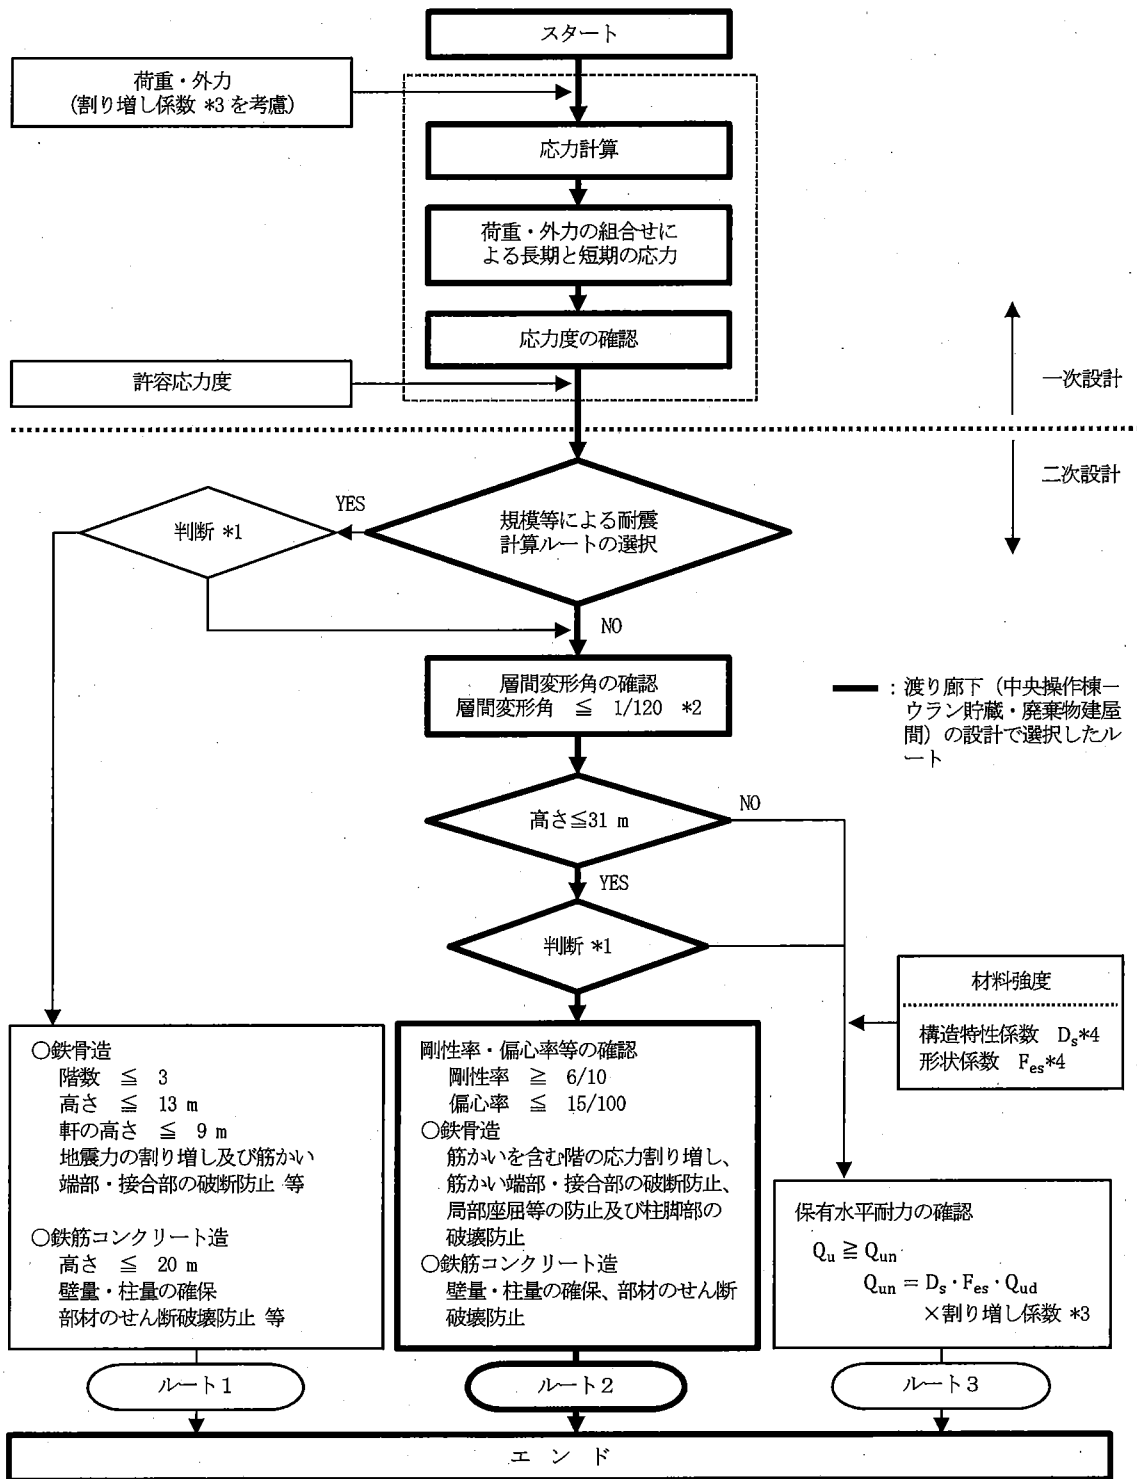 スタート
荷重・外力
(割り増し係数 *3 を考慮)
応力計算
荷重・外力の組合せに
よる長期と短期の応力
応力度の確認
許容応力度
一次設計
二次設計
規模等による耐震
計算ルートの選択
YES
判断 *1
NO
層間変形角の確認
層間変形角 ≦ 1/120 *2
:渡り廊下(中央操作棟ー
ウラン貯蔵・廃棄物建屋
間)の設計で選択したル
ート
高さ≦31 m
NO
YES
判断 *1
材料強度
構造特性係数 Ds*4
形状係数 Fes*4
○鉄骨造
階数 ≦ 3
高さ ≦ 13 m
軒の高さ ≦ 9 m
地震力の割り増し及び筋かい
端部・接合部の破断防止 等
○鉄筋コンクリート造
高さ ≦ 20 m
壁量・柱量の確保
部材のせん断破壊防止 等
剛性率・偏心率等の確認
剛性率 ≧ 6/10
偏心率 ≦ 15/100
○鉄骨造
筋かいを含む階の応力割り増し、
筋かい端部・接合部の破断防止、
局部座屈等の防止及び柱脚部の
破壊防止
○鉄筋コンクリート造
壁量・柱量の確保、部材のせん断
破壊防止
保有水平耐力の確認
Qu ≧ Qun
Qun = Ds・Fes・Qud
×割り増し係数 *3
ルート1
ルート2
ルート3
エンド